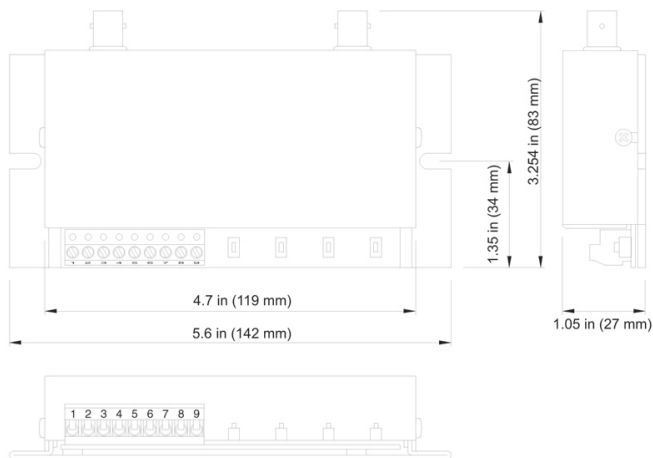 3.254 in (83 mm)
1.35 in (34 mm)
4.7 in (119 mm)
1.05 in (27 mm)
5.6 in (142 mm)
1 2 3 4 5 6 7 8 9